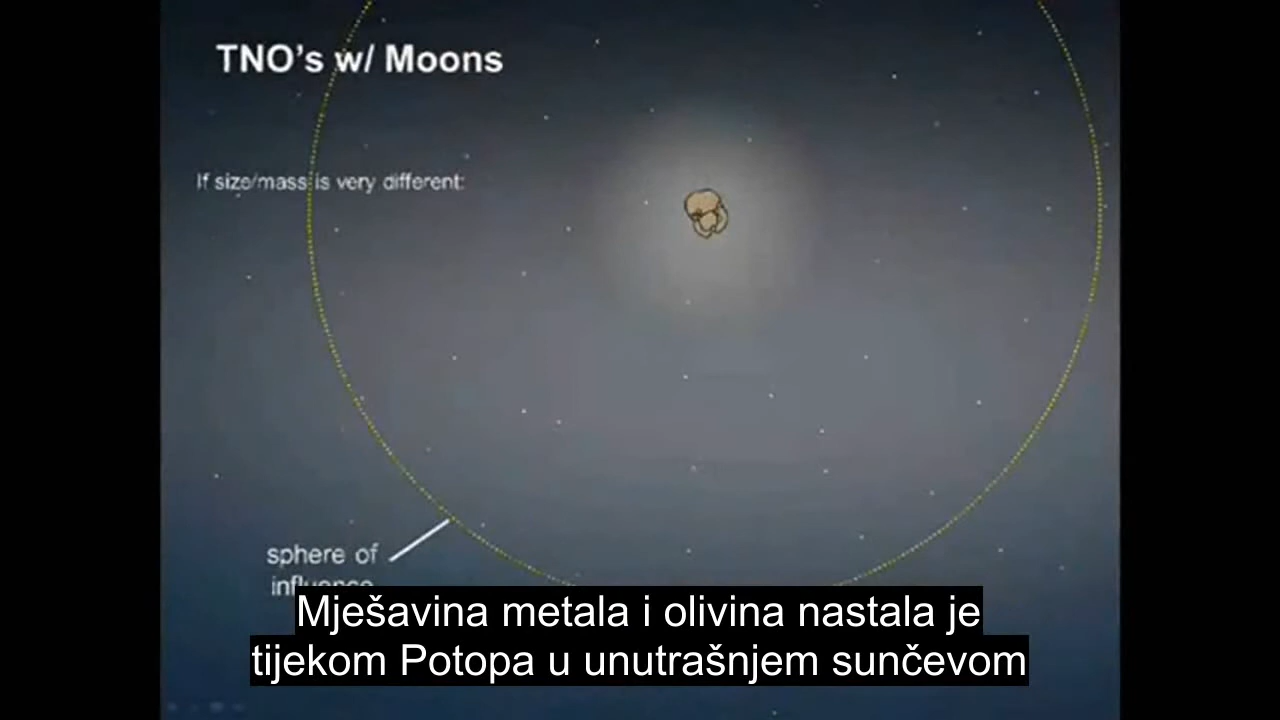 TNO's w/ Moons
If size/mass is very different:
sphere of
influence
Mješavina metala i olivina nastala je
tijekom Potopa u unutrašnjem sunčevom